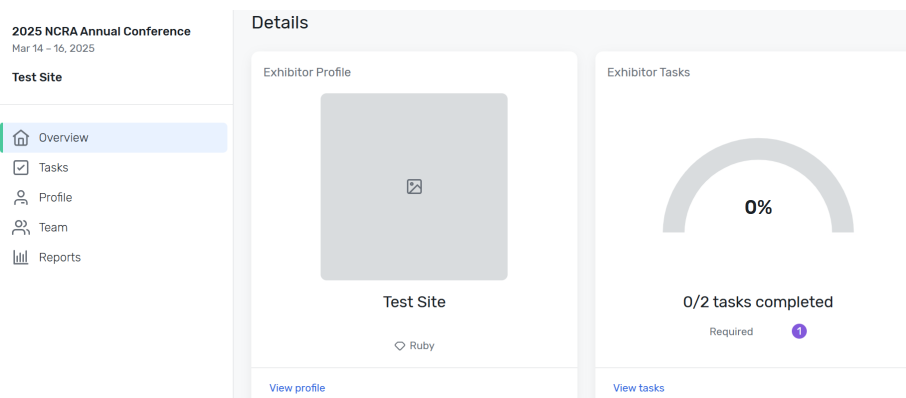 2025 NCRA Annual Conference
Mar 14 – 16, 2025
Test Site
Overview
Tasks
Profile
Team
Reports
Details
Exhibitor Profile
Test Site
Ruby
View profile
Exhibitor Tasks
0%
0/2 tasks completed
Required 1
View tasks